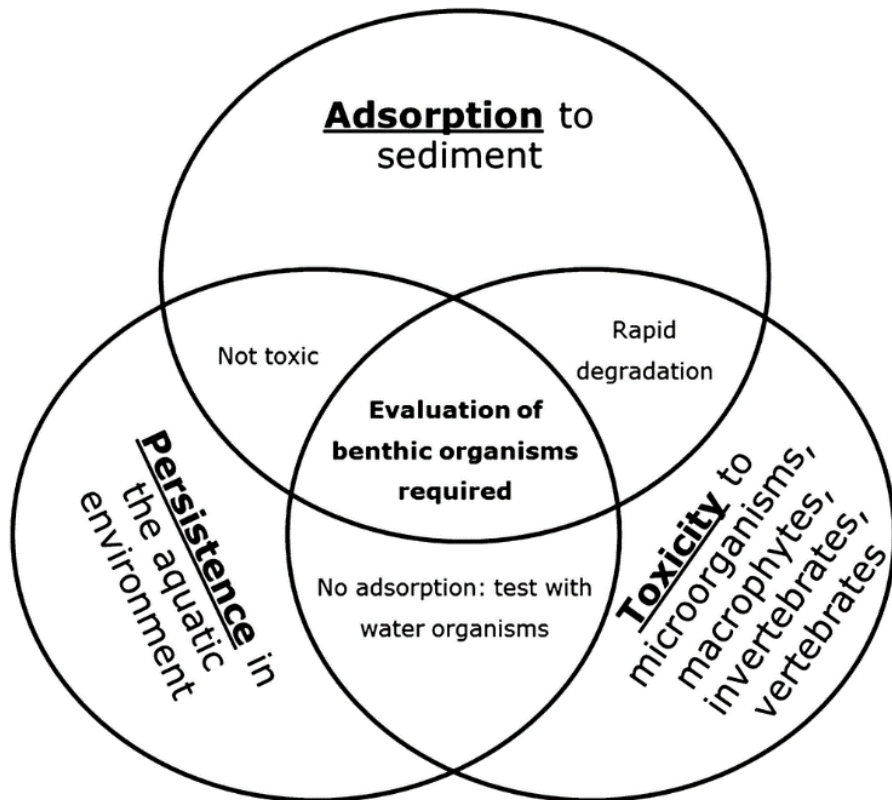 Adsorption to
sediment
Not toxic
Rapid
degradation
Evaluation of
benthic organisms
required
Persistence in
the aquatic
environment
Toxicity to
microorganisms,
macrophytes,
invertebrates,
vertebrates
No adsorption: test with
water organisms